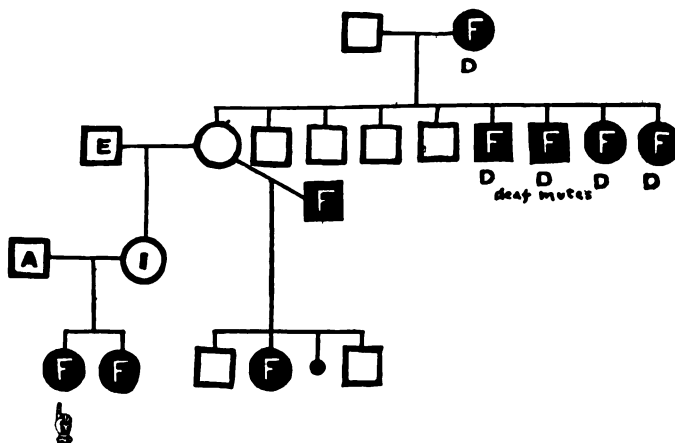 F
D
E F F F F
D D D D
deaf mutes
F
A I
F F F